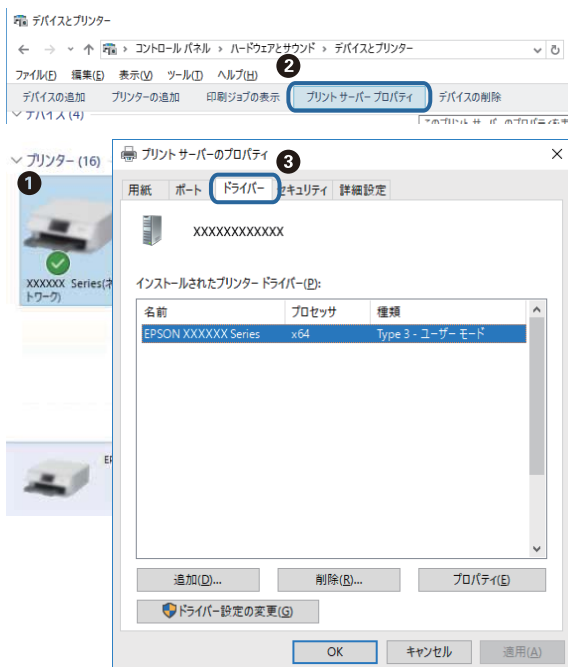 デバイスとプリンター
コントロール パネル › ハードウェアとサウンド › デバイスとプリンター
ファイル(F) 編集(E) 表示(V) ツール(T) ヘルプ(H)
2
デバイスの追加 プリンターの追加 印刷ジョブの表示 プリント サーバー プロパティ デバイスの削除
デバイス (4)
プリンター (16)
1
XXXXXX Series(ネ
トワーク)
プリント サーバーのプロパティ
3
用紙 ポート ドライバー セキュリティ 詳細設定
XXXXXXXXXXXX
インストールされたプリンター ドライバー(P):
名前 プロセッサ 種類
EPSON XXXXXX Series x64 Type 3 - ユーザー モード
追加(D)... 削除(R)... プロパティ(E)
ドライバー設定の変更(G)
OK キャンセル 適用(A)